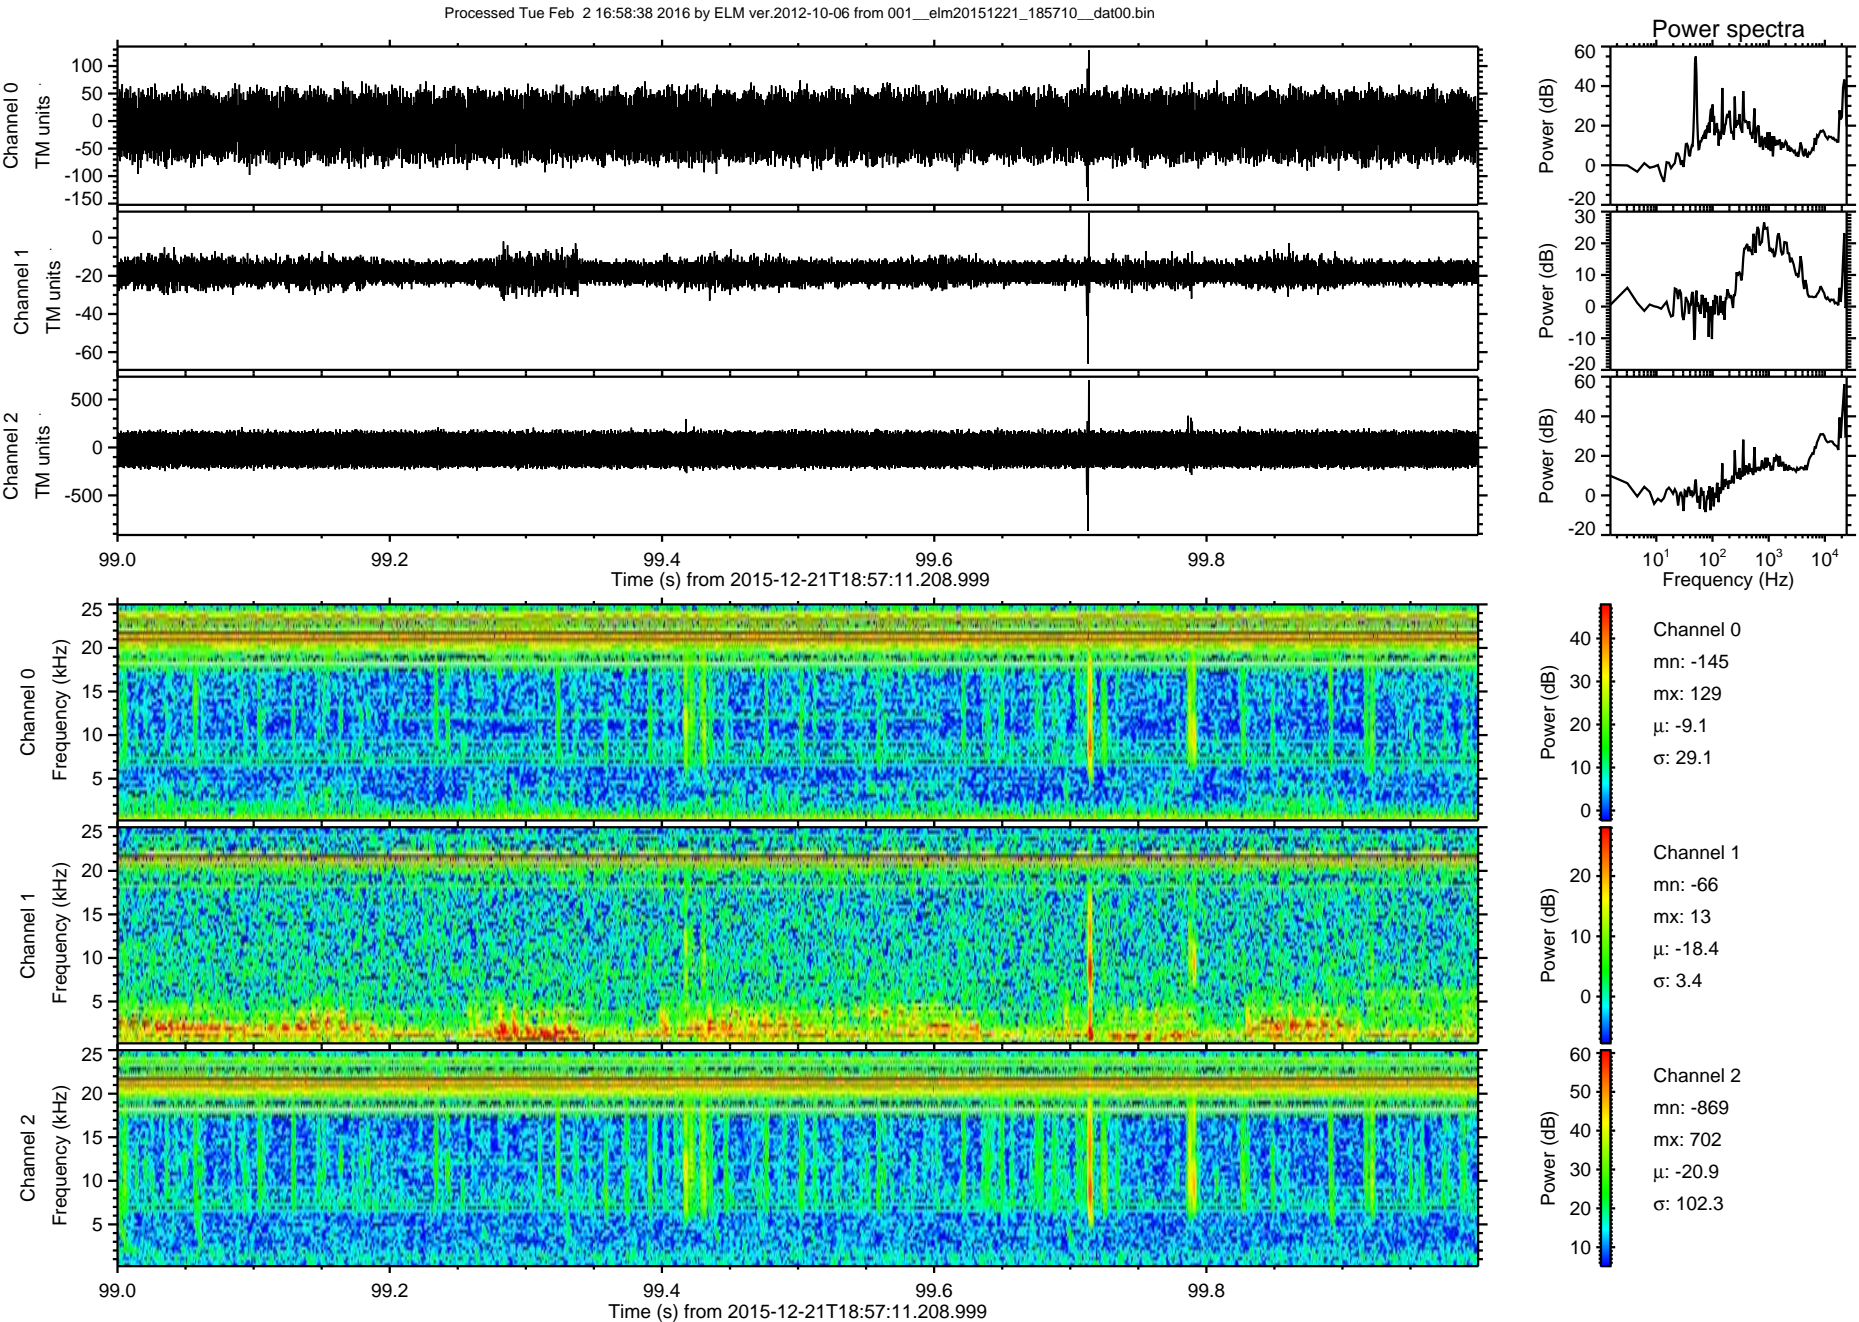 Processed Tue Feb  2 16:58:38 2016 by ELM ver.2012-10-06 from 001__elm20151221_185710__dat00.bin
Power spectra
Channel 0
TM units
100
50
0
-50
-100
-150
Power (dB)
60
40
20
0
-20
Channel 1
TM units
0
-20
-40
-60
Power (dB)
30
20
10
0
-10
-20
Channel 2
TM units
500
0
-500
Power (dB)
60
40
20
0
-20
99.0 99.2 99.4 99.6 99.8
Time (s) from 2015-12-21T18:57:11.208.999
10^1 10^2 10^3 10^4
Frequency (Hz)
Channel 0
Frequency (kHz)
25
20
15
10
5
Power (dB)
40
30
20
10
0
Channel 0
mn: -145
mx: 129
μ: -9.1
σ: 29.1
Channel 1
Frequency (kHz)
25
20
15
10
5
Power (dB)
20
10
0
Channel 1
mn: -66
mx: 13
μ: -18.4
σ: 3.4
Channel 2
Frequency (kHz)
25
20
15
10
5
Power (dB)
60
50
40
30
20
10
Channel 2
mn: -869
mx: 702
μ: -20.9
σ: 102.3
99.0 99.2 99.4 99.6 99.8
Time (s) from 2015-12-21T18:57:11.208.999